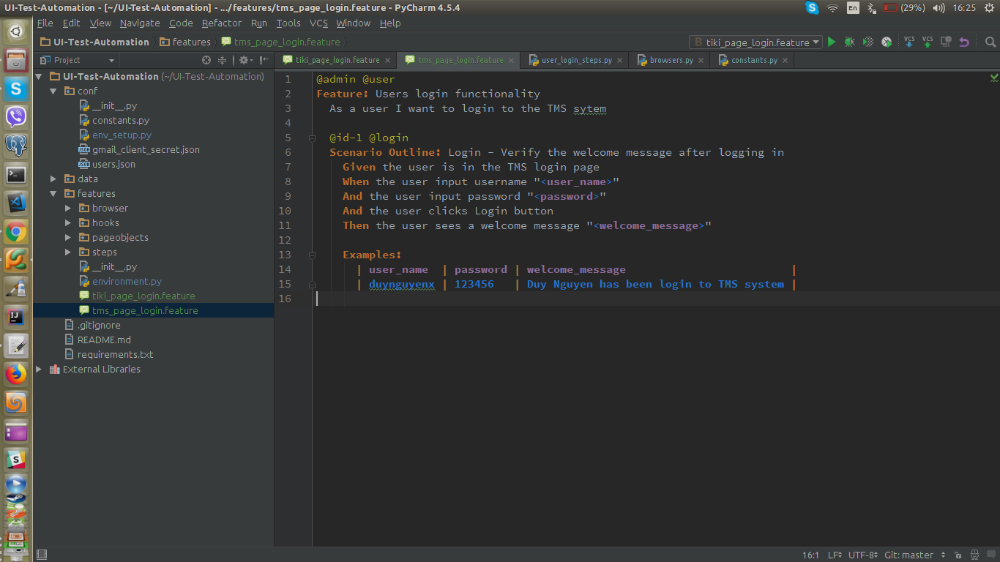 UI-Test-Automation - [~/UI-Test-Automation] - .../features/tms_page_login.feature - PyCharm 4.5.4
En
(29%)
16:25
File Edit View Navigate Code Refactor Run Tools VCS Window Help
UI-Test-Automation features tms_page_login.feature
tiki_page_login.feature
VCS VCS
Project
tiki_page_login.feature tms_page_login.feature user_login_steps.py browsers.py constants.py
UI-Test-Automation (~/UI-Test-Automation)
conf
__init__.py
constants.py
env_setup.py
gmail_client_secret.json
users.json
data
features
browser
hooks
pageobjects
steps
__init__.py
environment.py
tiki_page_login.feature
tms_page_login.feature
.gitignore
README.md
requirements.txt
External Libraries
1 @admin @user
2 Feature: Users login functionality
3 As a user I want to login to the TMS sytem
4
5 @id-1 @login
6 Scenario Outline: Login - Verify the welcome message after logging in
7 Given the user is in the TMS login page
8 When the user input username "<user_name>"
9 And the user input password "<password>"
10 And the user clicks Login button
11 Then the user sees a welcome message "<welcome_message>"
12
13 Examples:
14 | user_name | password | welcome_message |
15 | duynguyenx | 123456 | Duy Nguyen has been login to TMS system |
16
16:1 LF UTF-8 Git: master